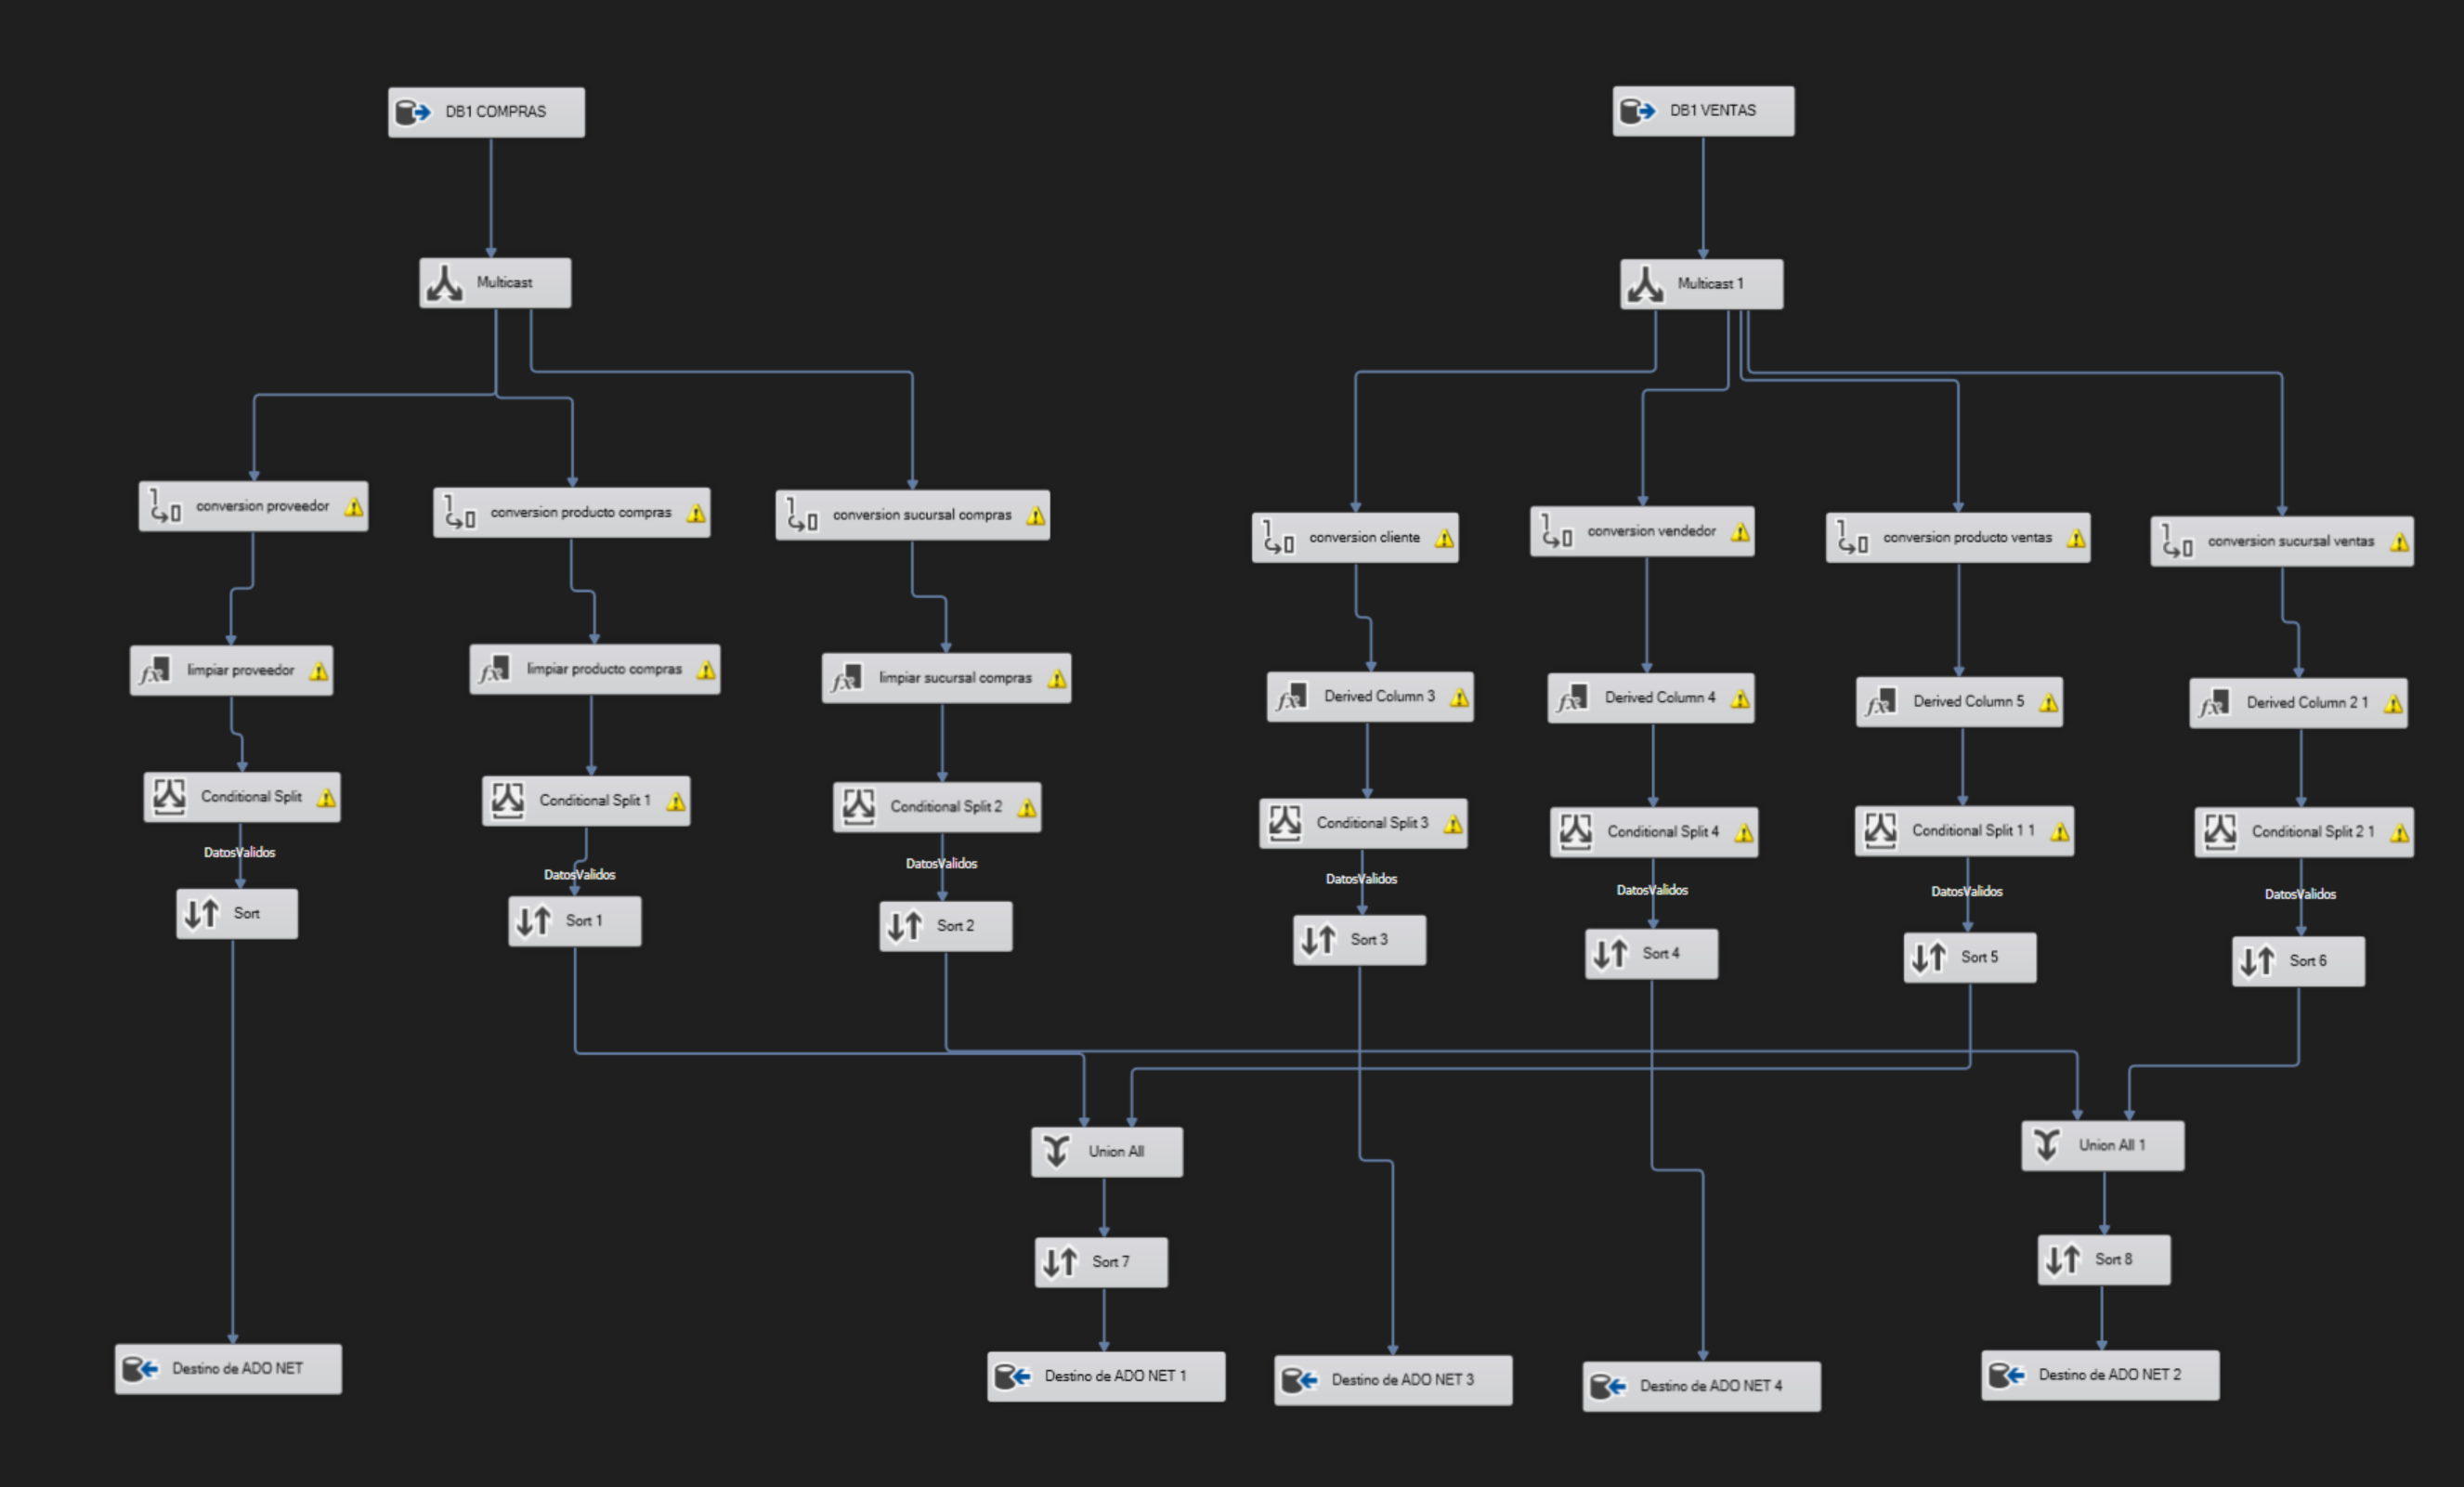 DB1 COMPRAS
DB1 VENTAS
Multicast
Multicast 1
conversion proveedor
conversion producto compras
conversion sucursal compras
conversion cliente
conversion vendedor
conversion producto ventas
conversion sucursal ventas
limpiar proveedor
limpiar producto compras
limpiar sucursal compras
Derived Column 3
Derived Column 4
Derived Column 5
Derived Column 2 1
Conditional Split
Conditional Split 1
Conditional Split 2
Conditional Split 3
Conditional Split 4
Conditional Split 1 1
Conditional Split 2 1
DatosValidos
DatosValidos
DatosValidos
DatosValidos
DatosValidos
DatosValidos
DatosValidos
Sort
Sort 1
Sort 2
Sort 3
Sort 4
Sort 5
Sort 6
Union All
Union All 1
Sort 7
Sort 8
Destino de ADO NET
Destino de ADO NET 1
Destino de ADO NET 3
Destino de ADO NET 4
Destino de ADO NET 2